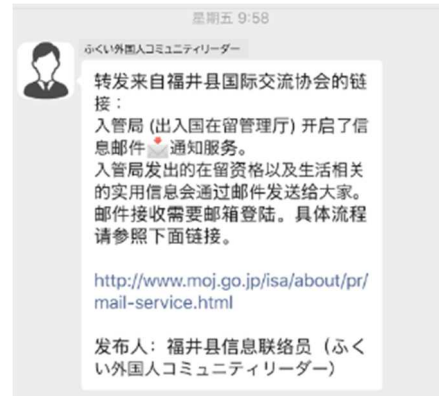 星期五 9:58
ふくい外国人コミュニティリーダー
转发来自福井县国际交流协会的链
接：
入管局 (出入国在留管理厅) 开启了信
息邮件📩通知服务。
入管局发出的在留资格以及生活相关
的实用信息会通过邮件发送给大家。
邮件接收需要邮箱登陆。具体流程
请参照下面链接。
http://www.moj.go.jp/isa/about/pr/
mail-service.html
发布人：福井县信息联络员（ふく
い外国人コミュニティリーダー）